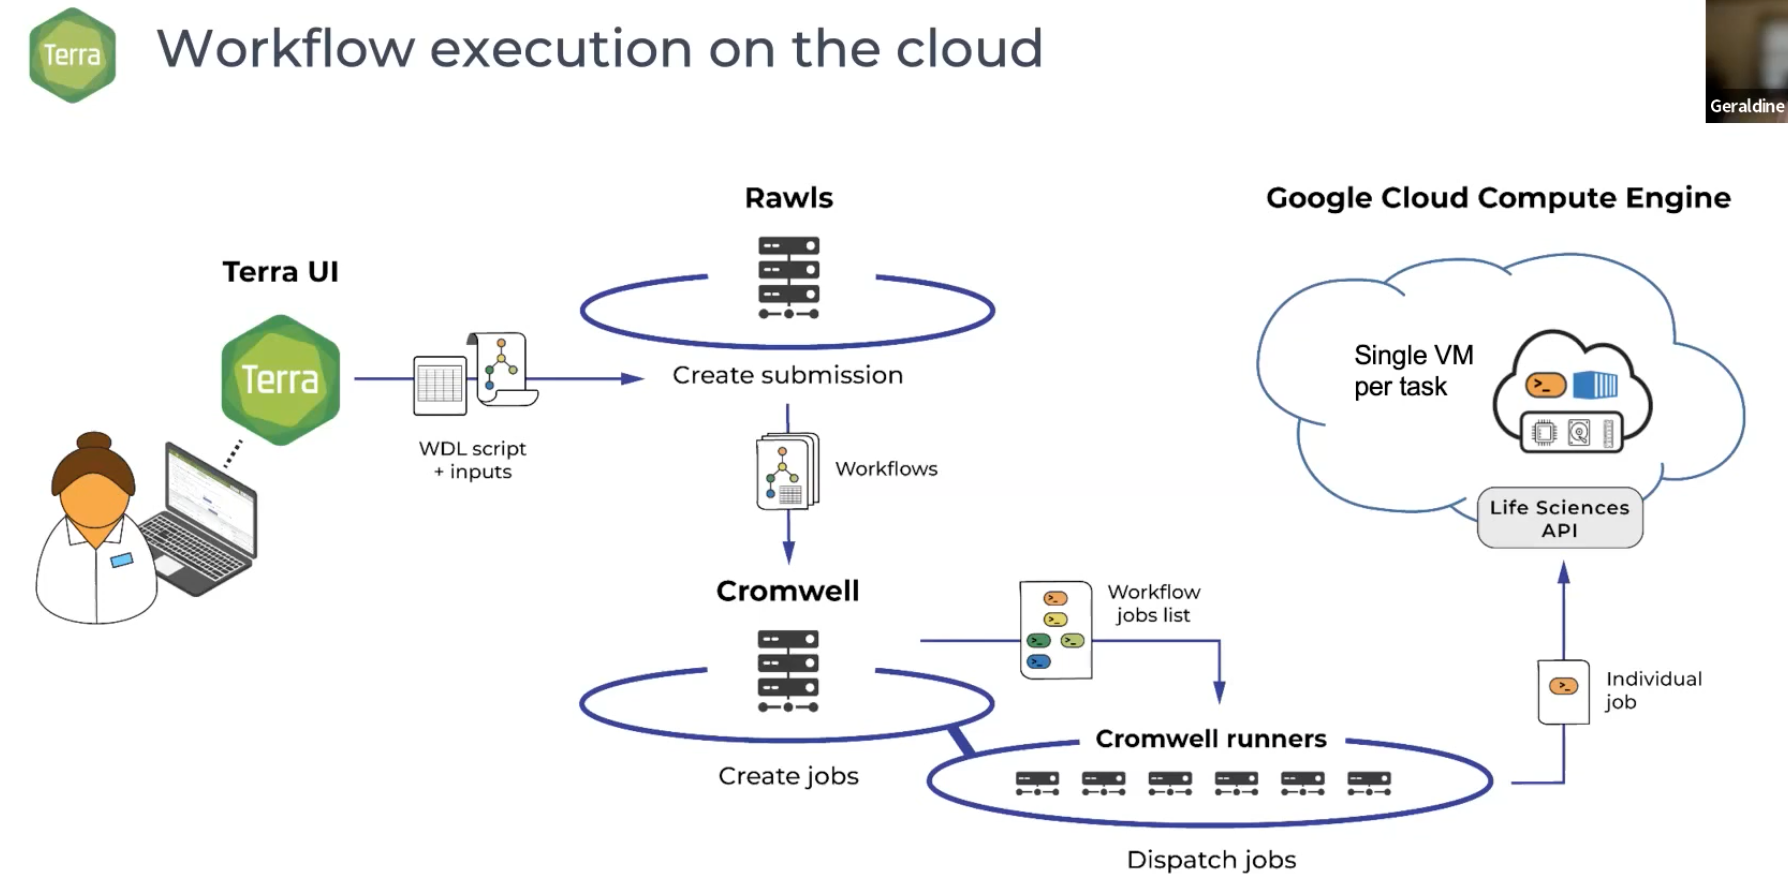 Terra
Workflow execution on the cloud
Geraldine
Rawls
Google Cloud Compute Engine
Terra UI
Terra
WDL script
+ inputs
Create submission
Workflows
Single VM
per task
Life Sciences
API
Cromwell
Workflow
jobs list
Individual
job
Create jobs
Cromwell runners
Dispatch jobs